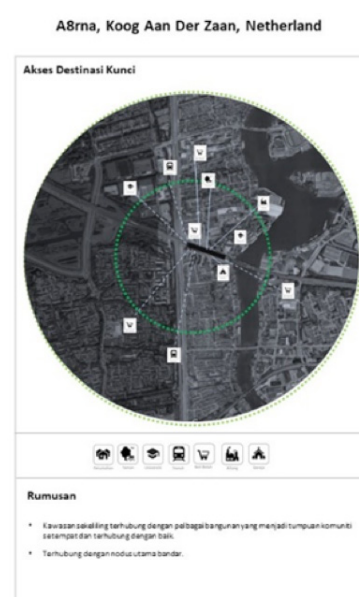 A8rna, Koog Aan Der Zaan, Netherland
Akses Destinasi Kunci
Rumusan
• Kawasan sekeliling terhubung dengan pelbagai bangunan yang menjadi tumpuan komuniti
setempat dan terhubung dengan baik.
• Terhubung dengan nodus utama bandar.